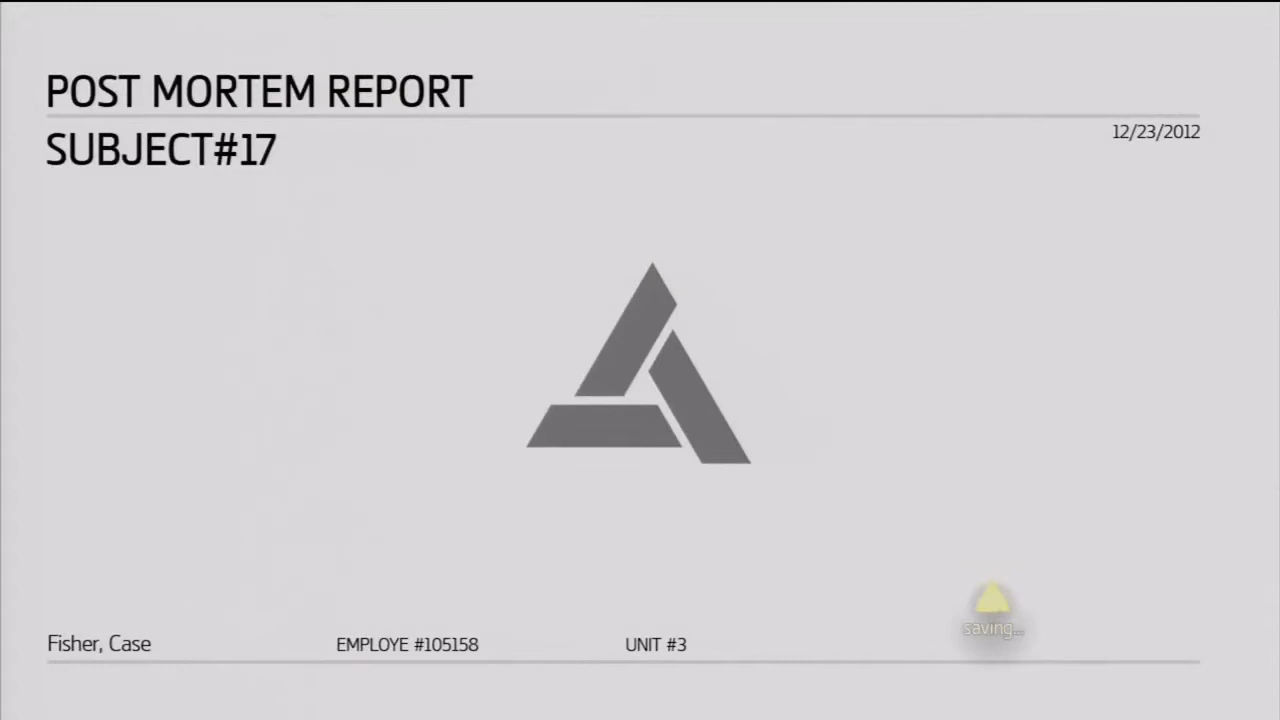 POST MORTEM REPORT
SUBJECT#17
12/23/2012
Fisher, Case
EMPLOYE #105158
UNIT #3
saving...